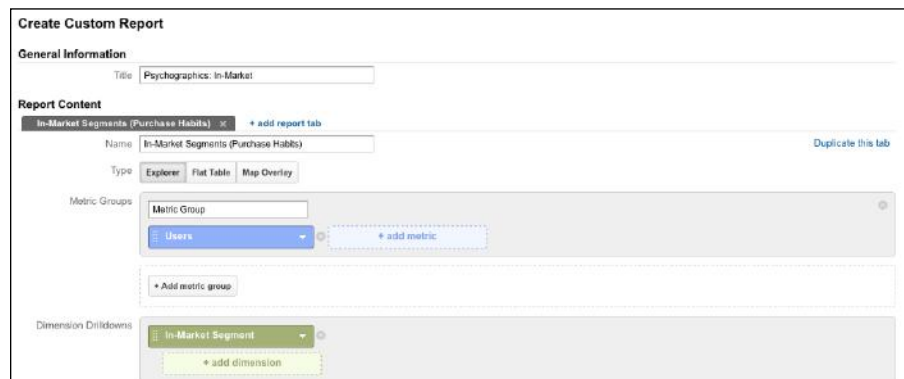 Create Custom Report
General Information
Title Psychographics: In-Market
Report Content
In-Market Segments (Purchase Habits) × + add report tab
Name In-Market Segments (Purchase Habits) Duplicate this tab
Type Explorer Flat Table Map Overlay
Metric Groups
Metric Group
Users + add metric
+ Add metric group
Dimension Drilldowns
In-Market Segment
+ add dimension